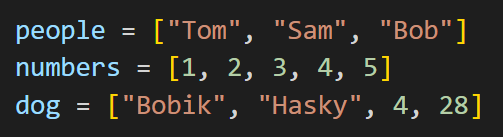 people = ["Tom", "Sam", "Bob"]
numbers = [1, 2, 3, 4, 5]
dog = ["Bobik", "Hasky", 4, 28]